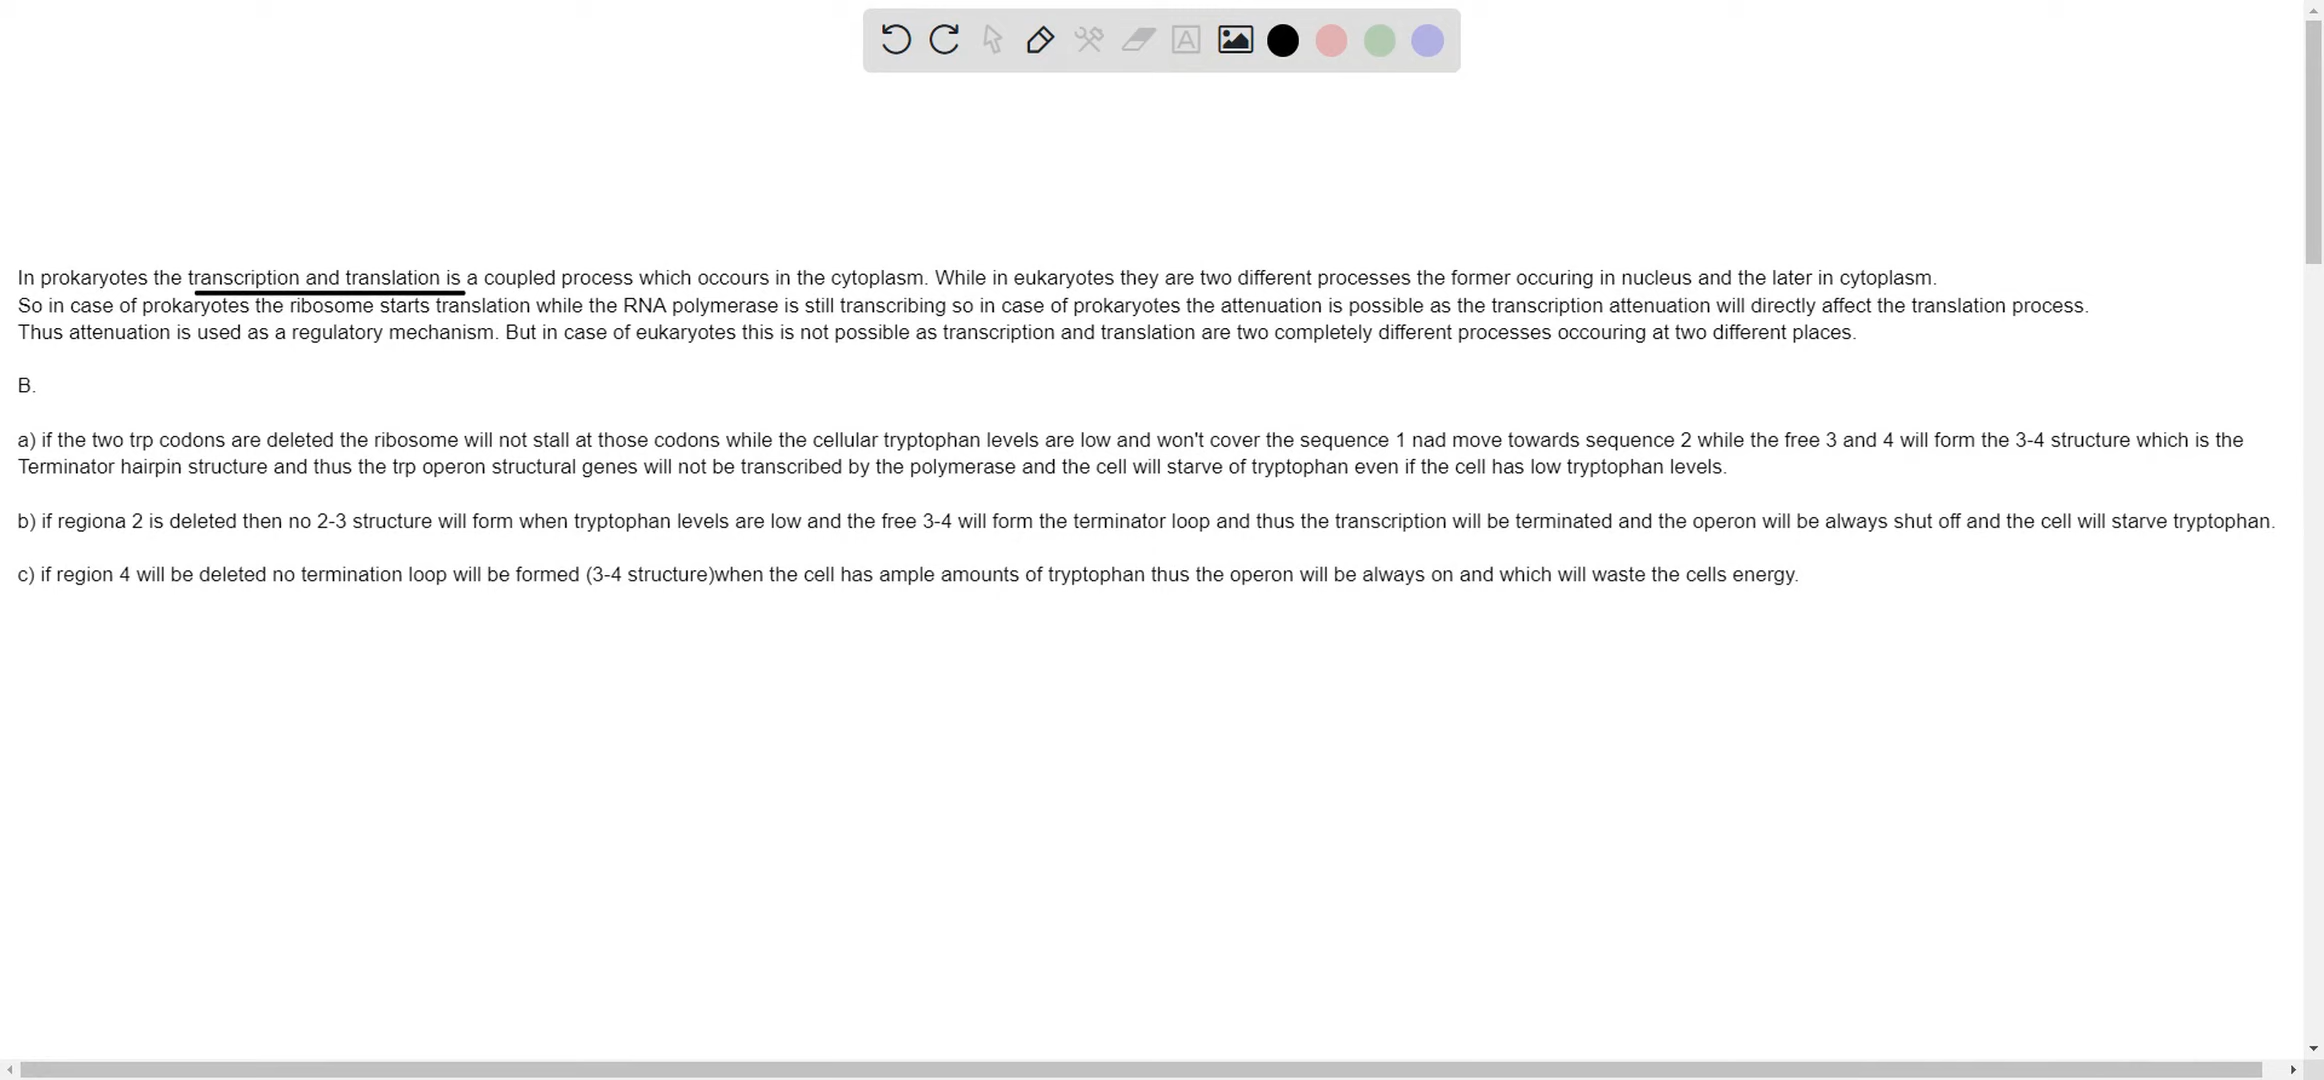 In prokaryotes the transcription and translation is a coupled process which occours in the cytoplasm. While in eukaryotes they are two different processes the former occuring in nucleus and the later in cytoplasm.
So in case of prokaryotes the ribosome starts translation while the RNA polymerase is still transcribing so in case of prokaryotes the attenuation is possible as the transcription attenuation will directly affect the translation process.
Thus attenuation is used as a regulatory mechanism. But in case of eukaryotes this is not possible as transcription and translation are two completely different processes occouring at two different places.
B.
a) if the two trp codons are deleted the ribosome will not stall at those codons while the cellular tryptophan levels are low and won't cover the sequence 1 nad move towards sequence 2 while the free 3 and 4 will form the 3-4 structure which is the
Terminator hairpin structure and thus the trp operon structural genes will not be transcribed by the polymerase and the cell will starve of tryptophan even if the cell has low tryptophan levels.
b) if regiona 2 is deleted then no 2-3 structure will form when tryptophan levels are low and the free 3-4 will form the terminator loop and thus the transcription will be terminated and the operon will be always shut off and the cell will starve tryptophan.
c) if region 4 will be deleted no termination loop will be formed (3-4 structure)when the cell has ample amounts of tryptophan thus the operon will be always on and which will waste the cells energy.